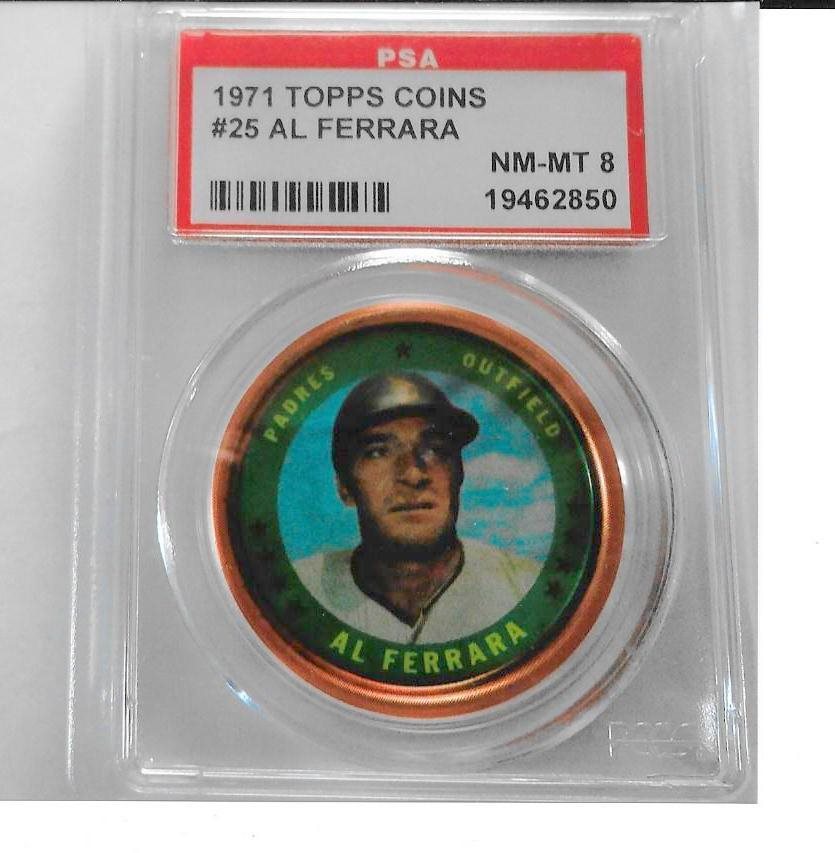 PSA
1971 TOPPS COINS
#25 AL FERRARA
NM-MT 8
19462850
PADRES ★ OUTFIELD
AL FERRARA